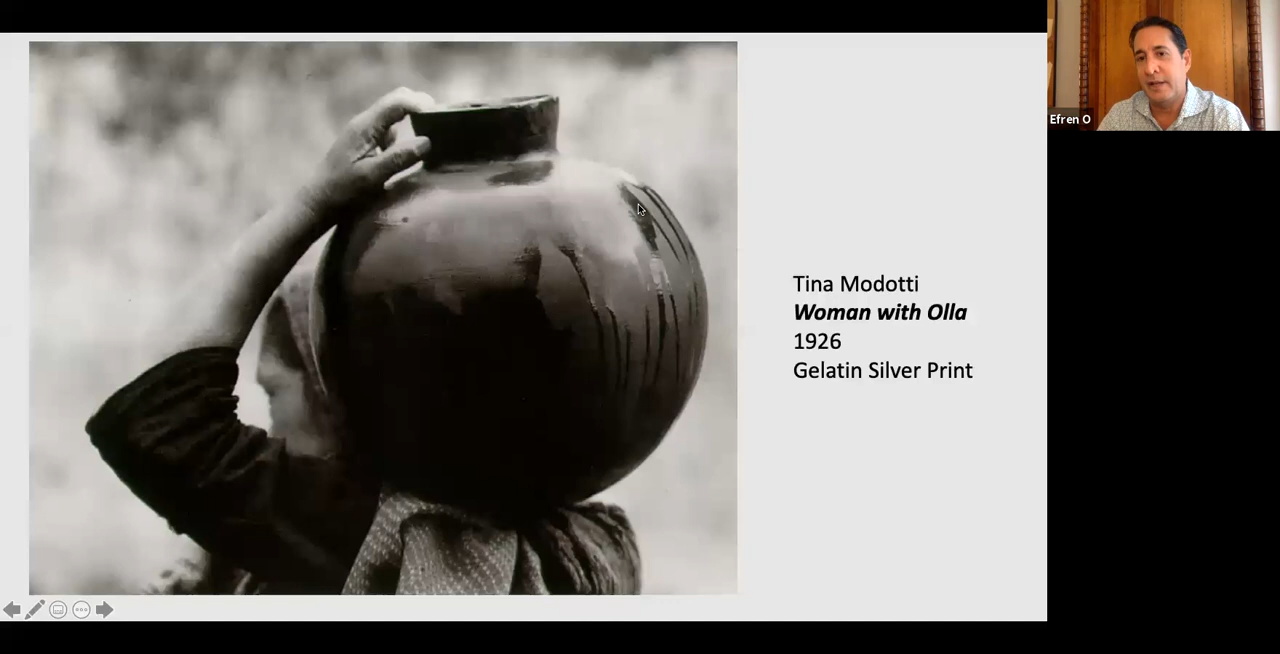 Tina Modotti
Woman with Olla
1926
Gelatin Silver Print
Efren O